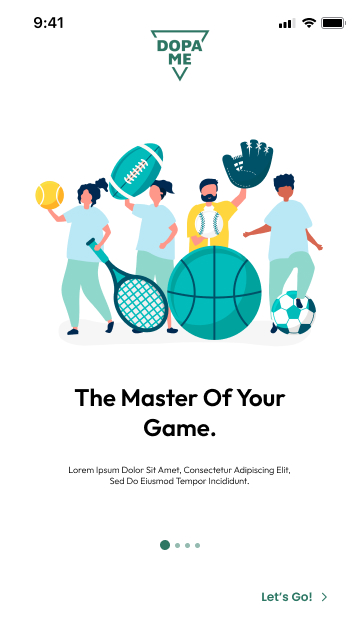 9:41
DOPA
ME
The Master Of Your
Game.
Lorem Ipsum Dolor Sit Amet, Consectetur Adipiscing Elit,
Sed Do Eiusmod Tempor Incididunt.
Let's Go!